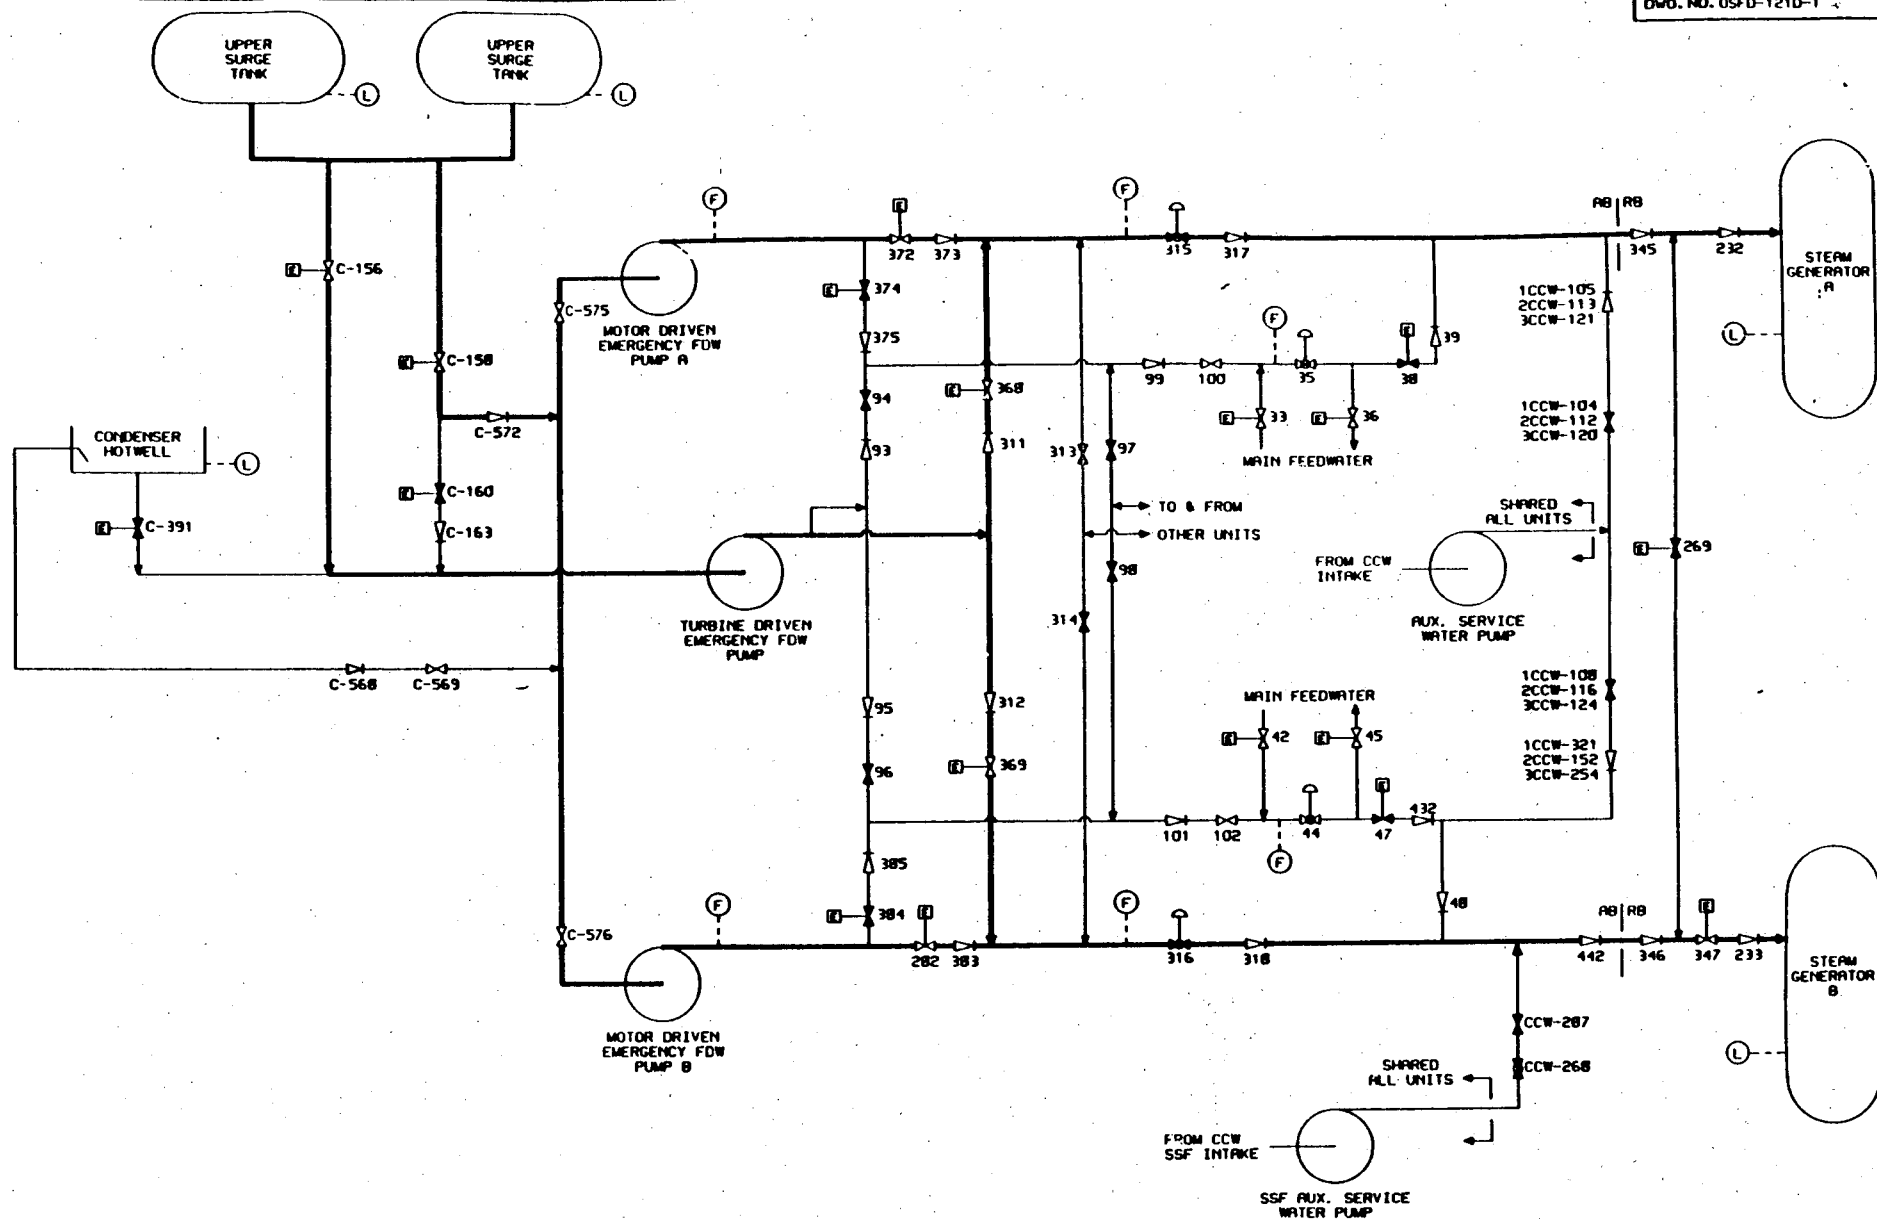 DWG. NO. OSFD-121D-1
UPPER
SURGE
TANK
L
UPPER
SURGE
TANK
L
F
F
AB | RB
E
E C-156
372
373
315
317
345
232
STEAM
GENERATOR
A
C-575
E 374
MOTOR DRIVEN
EMERGENCY FDW
PUMP A
375
F
E
39
1CCW-105
2CCW-113
3CCW-121
L
E C-158
99
100
35
38
E 368
94
E 33
E 36
C-572
1CCW-104
2CCW-112
3CCW-120
CONDENSER
HOTWELL
L
93
311
313
97
MAIN FEEDWATER
E C-160
E C-391
C-163
TO & FROM
OTHER UNITS
SHARED
ALL UNITS
E 269
98
FROM CCW
INTAKE
TURBINE DRIVEN
EMERGENCY FDW
PUMP
314
AUX. SERVICE
WATER PUMP
C-568
C-569
1CCW-108
2CCW-116
3CCW-124
95
312
MAIN FEEDWATER
E 42
E 45
96
E 369
1CCW-321
2CCW-152
3CCW-254
E
432
101
102
44
47
F
385
F
E 384
E
F
48
AB | RB
E
C-576
282
383
316
318
442
346
347
233
STEAM
GENERATOR
B
MOTOR DRIVEN
EMERGENCY FDW
PUMP B
CCW-287
L
SHARED
ALL UNITS
CCW-268
FROM CCW
SSF INTAKE
SSF AUX. SERVICE
WATER PUMP